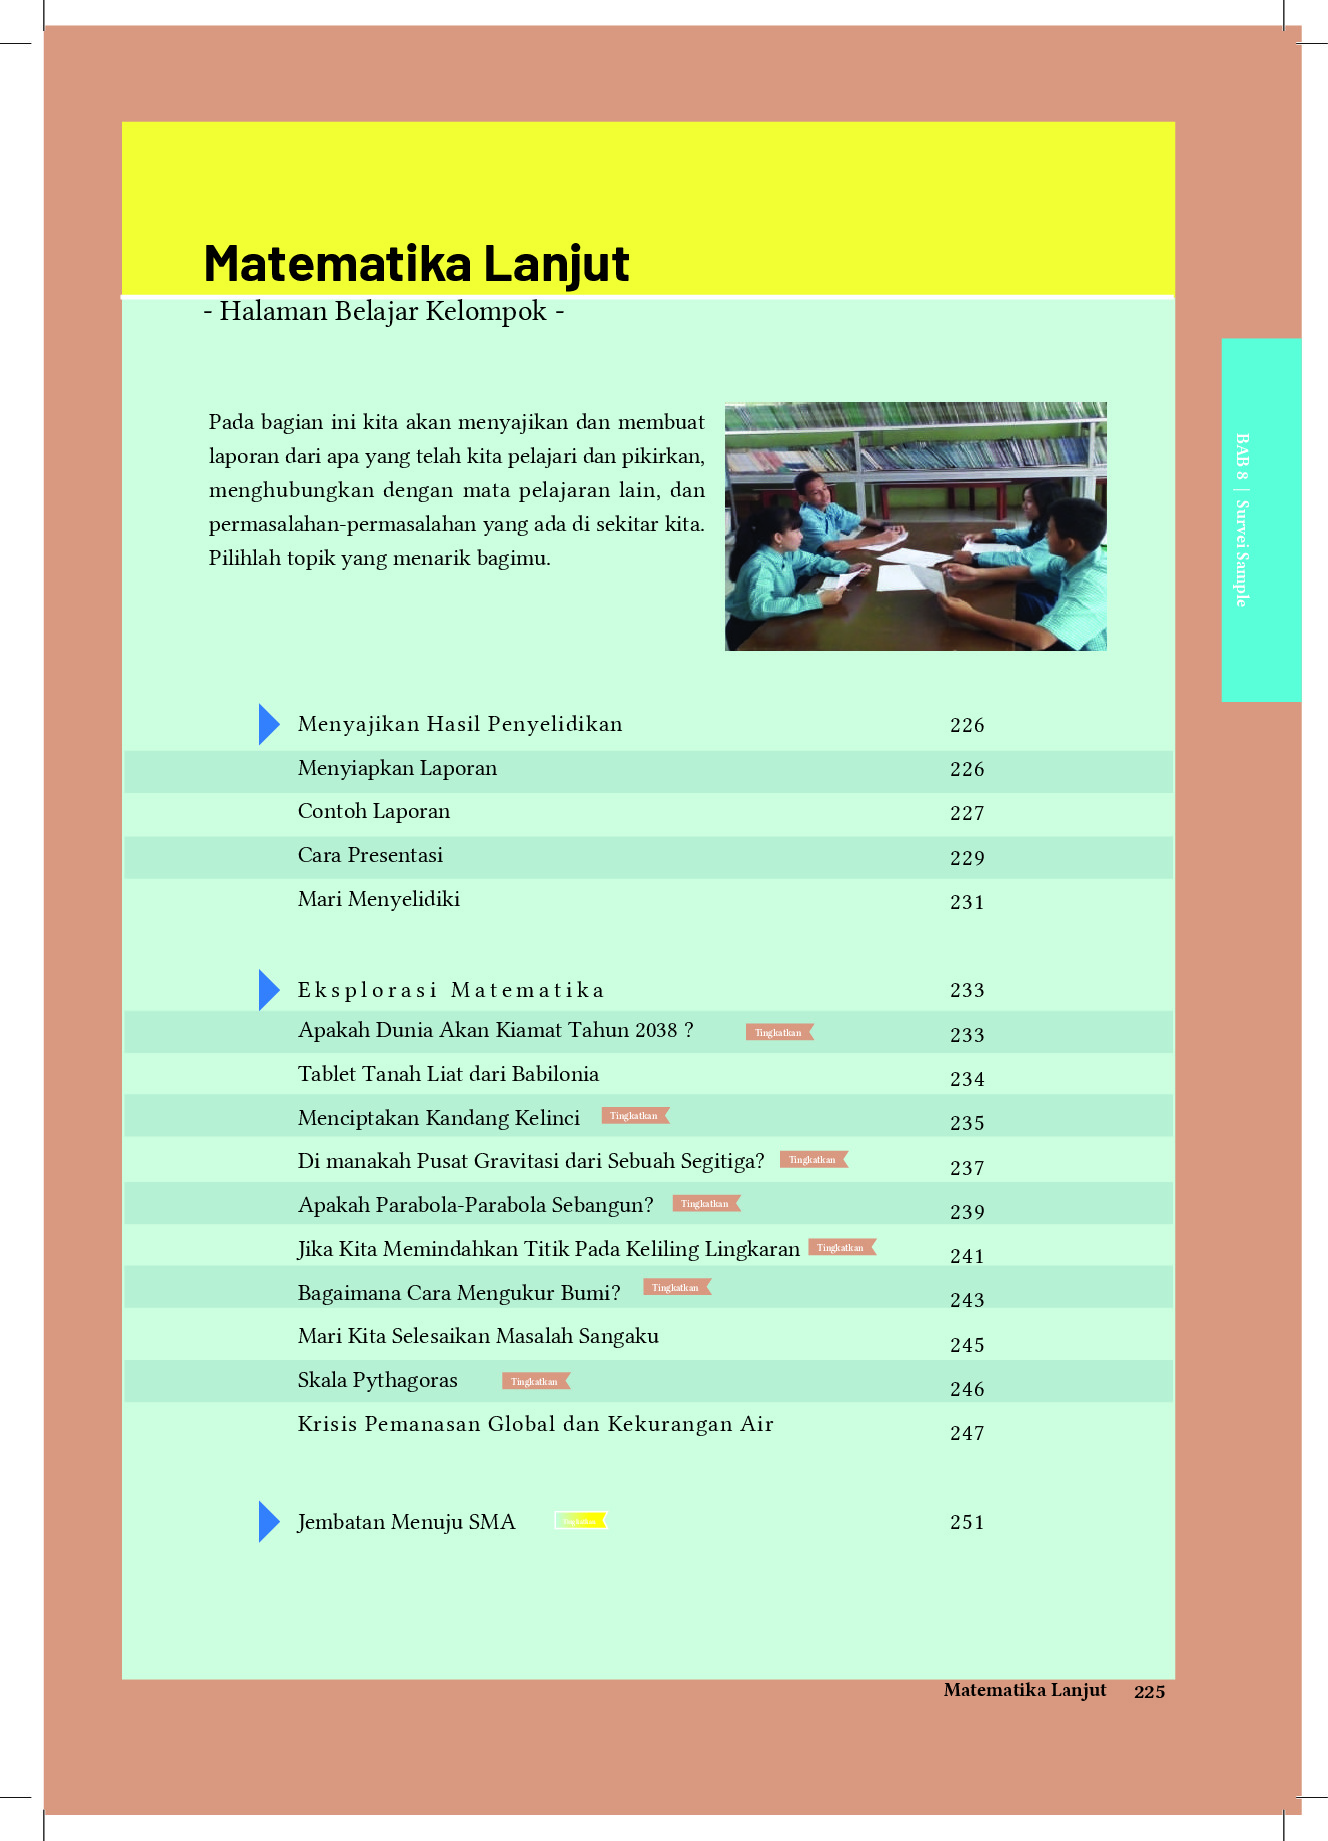 Matematika Lanjut
- Halaman Belajar Kelompok -
Pada bagian ini kita akan menyajikan dan membuat
laporan dari apa yang telah kita pelajari dan pikirkan,
menghubungkan dengan mata pelajaran lain, dan
permasalahan-permasalahan yang ada di sekitar kita.
Pilihlah topik yang menarik bagimu.
BAB 8 | Survei Sample
Menyajikan Hasil Penyelidikan 226
Menyiapkan Laporan 226
Contoh Laporan 227
Cara Presentasi 229
Mari Menyelidiki 231
Eksplorasi Matematika 233
Apakah Dunia Akan Kiamat Tahun 2038 ? Tingkatkan 233
Tablet Tanah Liat dari Babilonia 234
Menciptakan Kandang Kelinci Tingkatkan 235
Di manakah Pusat Gravitasi dari Sebuah Segitiga? Tingkatkan 237
Apakah Parabola-Parabola Sebangun? Tingkatkan 239
Jika Kita Memindahkan Titik Pada Keliling Lingkaran Tingkatkan 241
Bagaimana Cara Mengukur Bumi? Tingkatkan 243
Mari Kita Selesaikan Masalah Sangaku 245
Skala Pythagoras Tingkatkan 246
Krisis Pemanasan Global dan Kekurangan Air 247
Jembatan Menuju SMA Tingkatkan 251
Matematika Lanjut 225